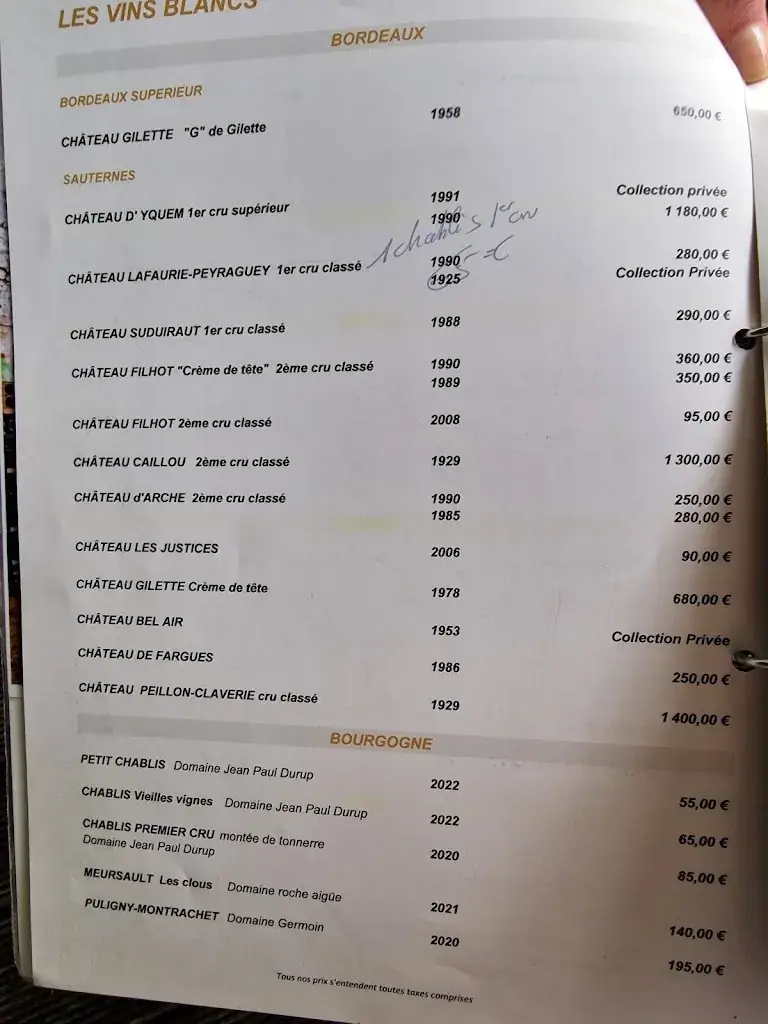 LES VINS BLANCS
BORDEAUX
BORDEAUX SUPERIEUR
CHÂTEAU GILETTE "G" de Gilette 1958 650,00 €
SAUTERNES
CHÂTEAU D' YQUEM 1er cru supérieur 1991 Collection privée
1990 1 180,00 €
1 chablis 1er cru
CHÂTEAU LAFAURIE-PEYRAGUEY 1er cru classé 1990 280,00 €
1925 Collection Privée
CHÂTEAU SUDUIRAUT 1er cru classé 1988 290,00 €
CHÂTEAU FILHOT "Crème de tête" 2ème cru classé 1990 360,00 €
1989 350,00 €
CHÂTEAU FILHOT 2ème cru classé 2008 95,00 €
CHÂTEAU CAILLOU 2ème cru classé 1929 1 300,00 €
CHÂTEAU d'ARCHE 2ème cru classé 1990 250,00 €
1985 280,00 €
CHÂTEAU LES JUSTICES 2006 90,00 €
CHÂTEAU GILETTE Crème de tête 1978 680,00 €
CHÂTEAU BEL AIR 1953 Collection Privée
CHÂTEAU DE FARGUES 1986 250,00 €
CHÂTEAU PEILLON-CLAVERIE cru classé 1929 1 400,00 €
BOURGOGNE
PETIT CHABLIS Domaine Jean Paul Durup 2022 55,00 €
CHABLIS Vieilles vignes Domaine Jean Paul Durup 2022 65,00 €
CHABLIS PREMIER CRU montée de tonnerre 2020 85,00 €
Domaine Jean Paul Durup
MEURSAULT Les clous Domaine roche aigüe 2021 140,00 €
PULIGNY-MONTRACHET Domaine Germoin 2020 195,00 €
Tous nos prix s'entendent toutes taxes comprises